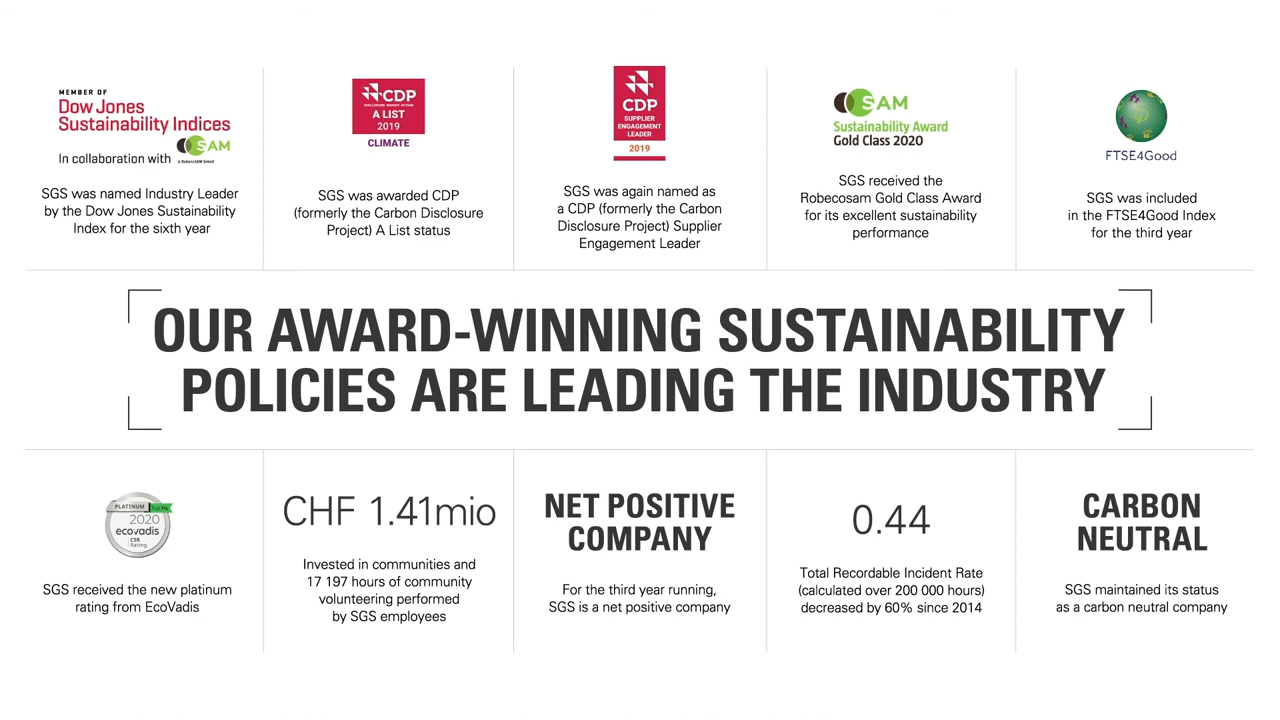 MEMBER OF
Dow Jones
Sustainability Indices
In collaboration with
SAM
a RobecoSAM brand
SGS was named Industry Leader
by the Dow Jones Sustainability
Index for the sixth year
CDP
DISCLOSURE INSIGHT ACTION
A LIST
2019
CLIMATE
SGS was awarded CDP
(formerly the Carbon Disclosure
Project) A List status
CDP
SUPPLIER
ENGAGEMENT
LEADER
2019
SGS was again named as
a CDP (formerly the Carbon
Disclosure Project) Supplier
Engagement Leader
SAM
Sustainability Award
Gold Class 2020
SGS received the
Robecosam Gold Class Award
for its excellent sustainability
performance
FTSE4Good
SGS was included
in the FTSE4Good Index
for the third year
OUR AWARD-WINNING SUSTAINABILITY
POLICIES ARE LEADING THE INDUSTRY
PLATINUM Top 1%
2020
ecovadis
CSR
Rating
SGS received the new platinum
rating from EcoVadis
CHF 1.41mio
Invested in communities and
17 197 hours of community
volunteering performed
by SGS employees
NET POSITIVE
COMPANY
For the third year running,
SGS is a net positive company
0.44
Total Recordable Incident Rate
(calculated over 200 000 hours)
decreased by 60% since 2014
CARBON
NEUTRAL
SGS maintained its status
as a carbon neutral company